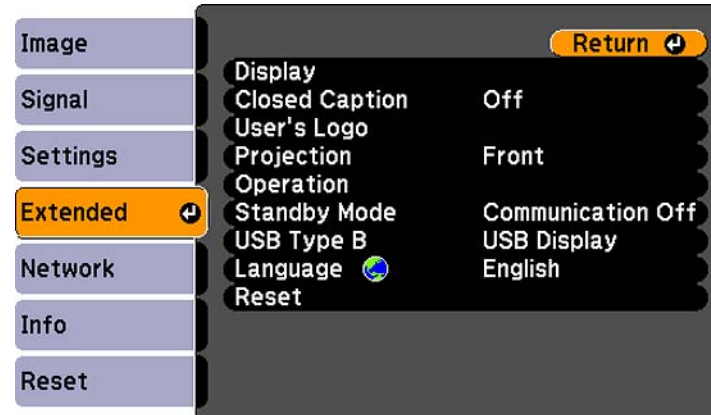 Image
Signal
Settings
Extended
Network
Info
Reset
Return
Display
Closed Caption Off
User's Logo
Projection Front
Operation
Standby Mode Communication Off
USB Type B USB Display
Language English
Reset